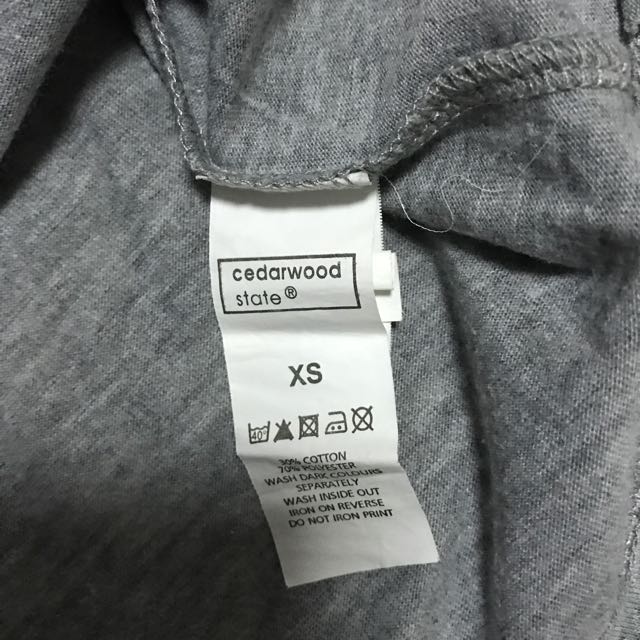 cedarwood
state®
XS
40°
30% COTTON
70% POLYESTER
WASH DARK COLOURS
SEPARATELY
WASH INSIDE OUT
IRON ON REVERSE
DO NOT IRON PRINT